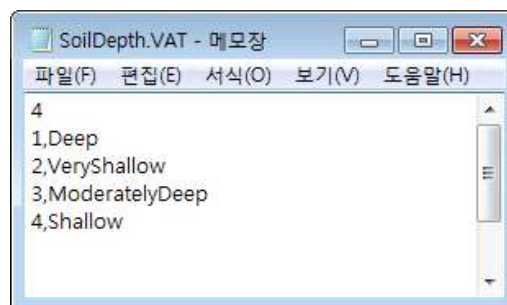 SoilDepth.VAT - 메모장
파일(F) 편집(E) 서식(O) 보기(V) 도움말(H)
4
1,Deep
2,VeryShallow
3,ModeratelyDeep
4,Shallow